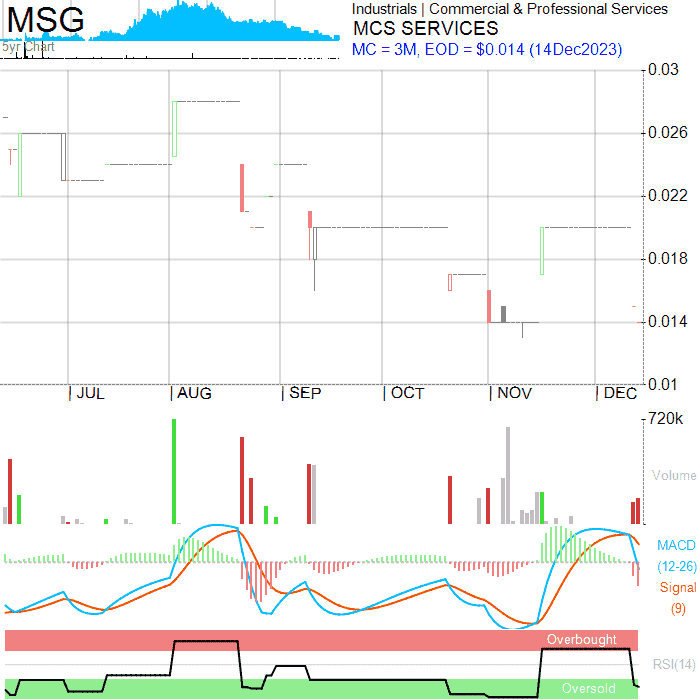 MSG
5yr Chart
Industrials | Commercial & Professional Services
MCS SERVICES
MC = 3M, EOD = $0.014 (14Dec2023)
0.03
0.026
0.022
0.018
0.014
0.01
JUL AUG SEP OCT NOV DEC
720k
Volume
MACD
(12-26)
Signal
(9)
Overbought
RSI(14)
Oversold